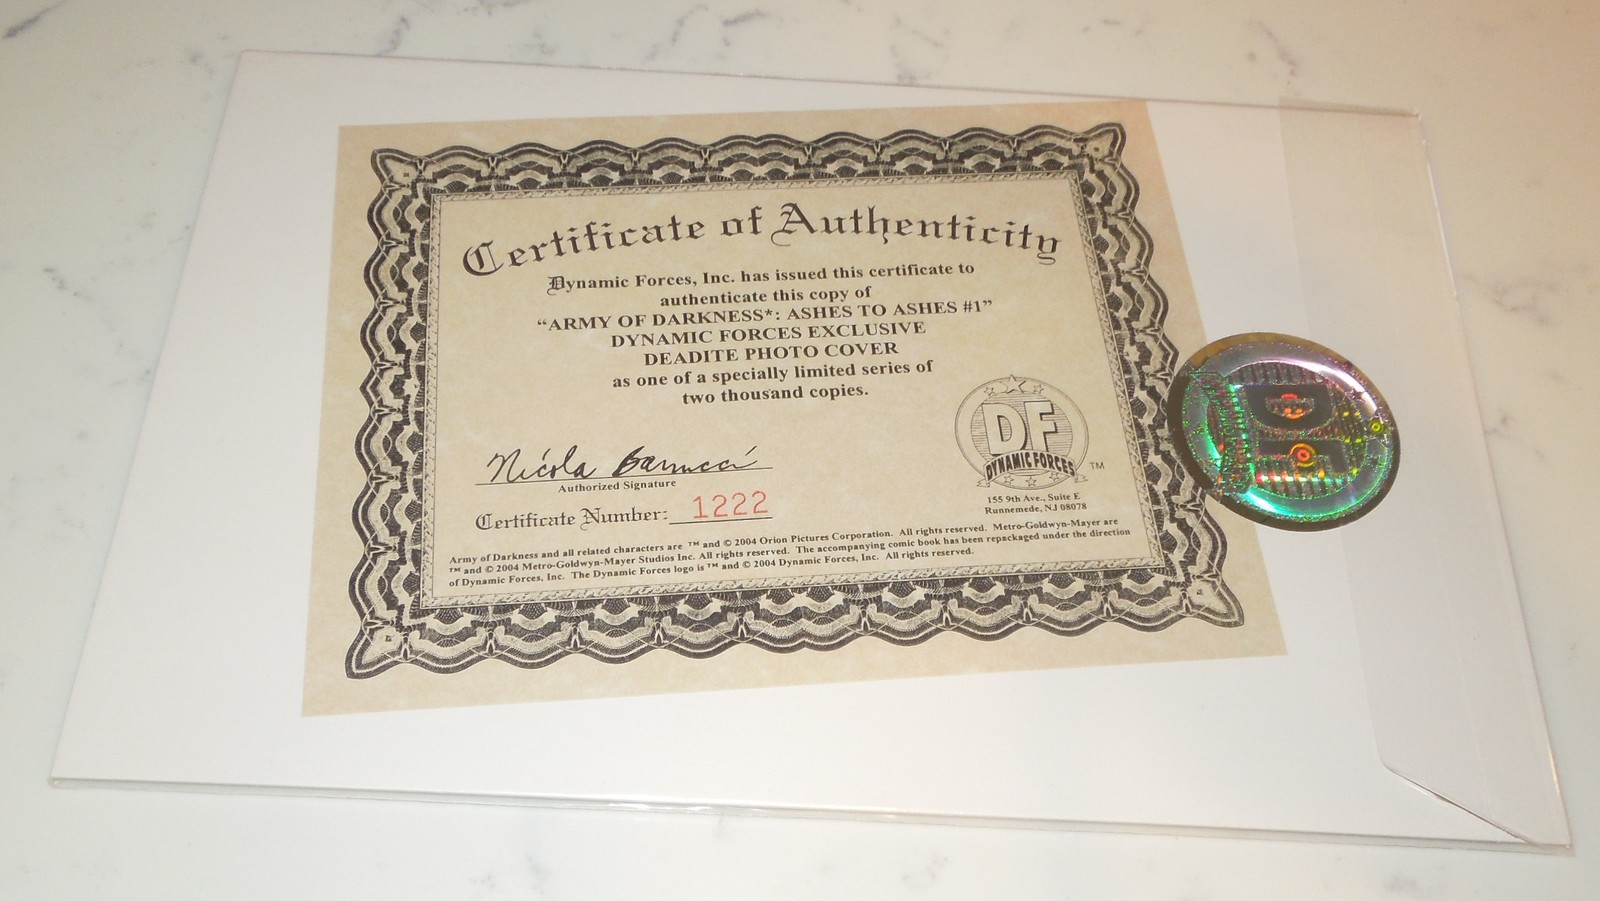 Certificate of Authenticity
Dynamic Forces, Inc. has issued this certificate to
authenticate this copy of
“ARMY OF DARKNESS*: ASHES TO ASHES #1”
DYNAMIC FORCES EXCLUSIVE
DEADITE PHOTO COVER
as one of a specially limited series of
two thousand copies.
Nicola Barrucci
Authorized Signature
Certificate Number: 1222
DF
DYNAMIC FORCES
TM
155 9th Ave., Suite E
Runnemede, NJ 08078
Army of Darkness and all related characters are ™ and © 2004 Orion Pictures Corporation. All rights reserved. Metro-Goldwyn-Mayer are
™ and © 2004 Metro-Goldwyn-Mayer Studios Inc. All rights reserved. The accompanying comic book has been repackaged under the direction
of Dynamic Forces, Inc. The Dynamic Forces logo is ™ and © 2004 Dynamic Forces, Inc. All rights reserved.
DF